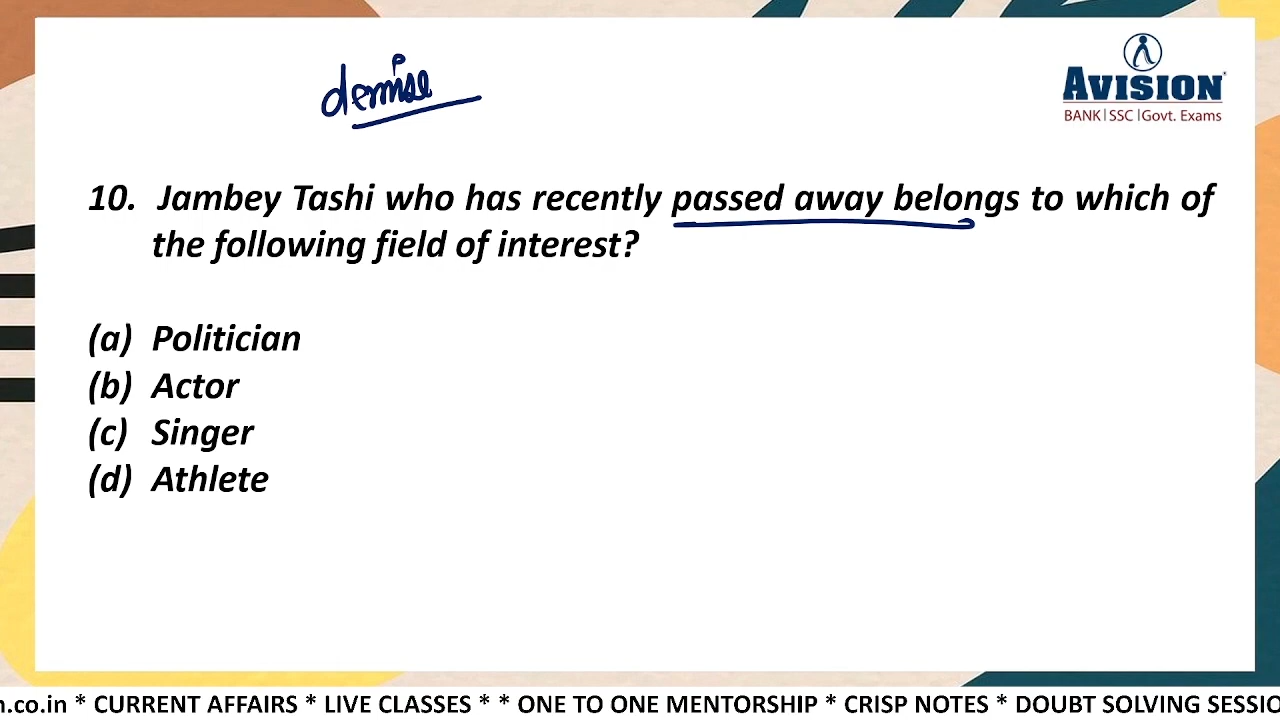 demise
AVISION
BANK|SSC|Govt. Exams
10. Jambey Tashi who has recently passed away belongs to which of
the following field of interest?
(a) Politician
(b) Actor
(c) Singer
(d) Athlete
n.co.in * CURRENT AFFAIRS * LIVE CLASSES * * ONE TO ONE MENTORSHIP * CRISP NOTES * DOUBT SOLVING SESSIO